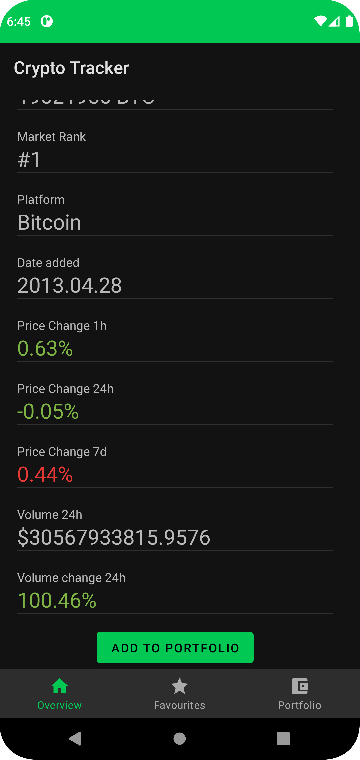 6:45
Crypto Tracker
Market Rank
#1
Platform
Bitcoin
Date added
2013.04.28
Price Change 1h
0.63%
Price Change 24h
-0.05%
Price Change 7d
0.44%
Volume 24h
$30567933815.9576
Volume change 24h
100.46%
ADD TO PORTFOLIO
Overview
Favourites
Portfolio